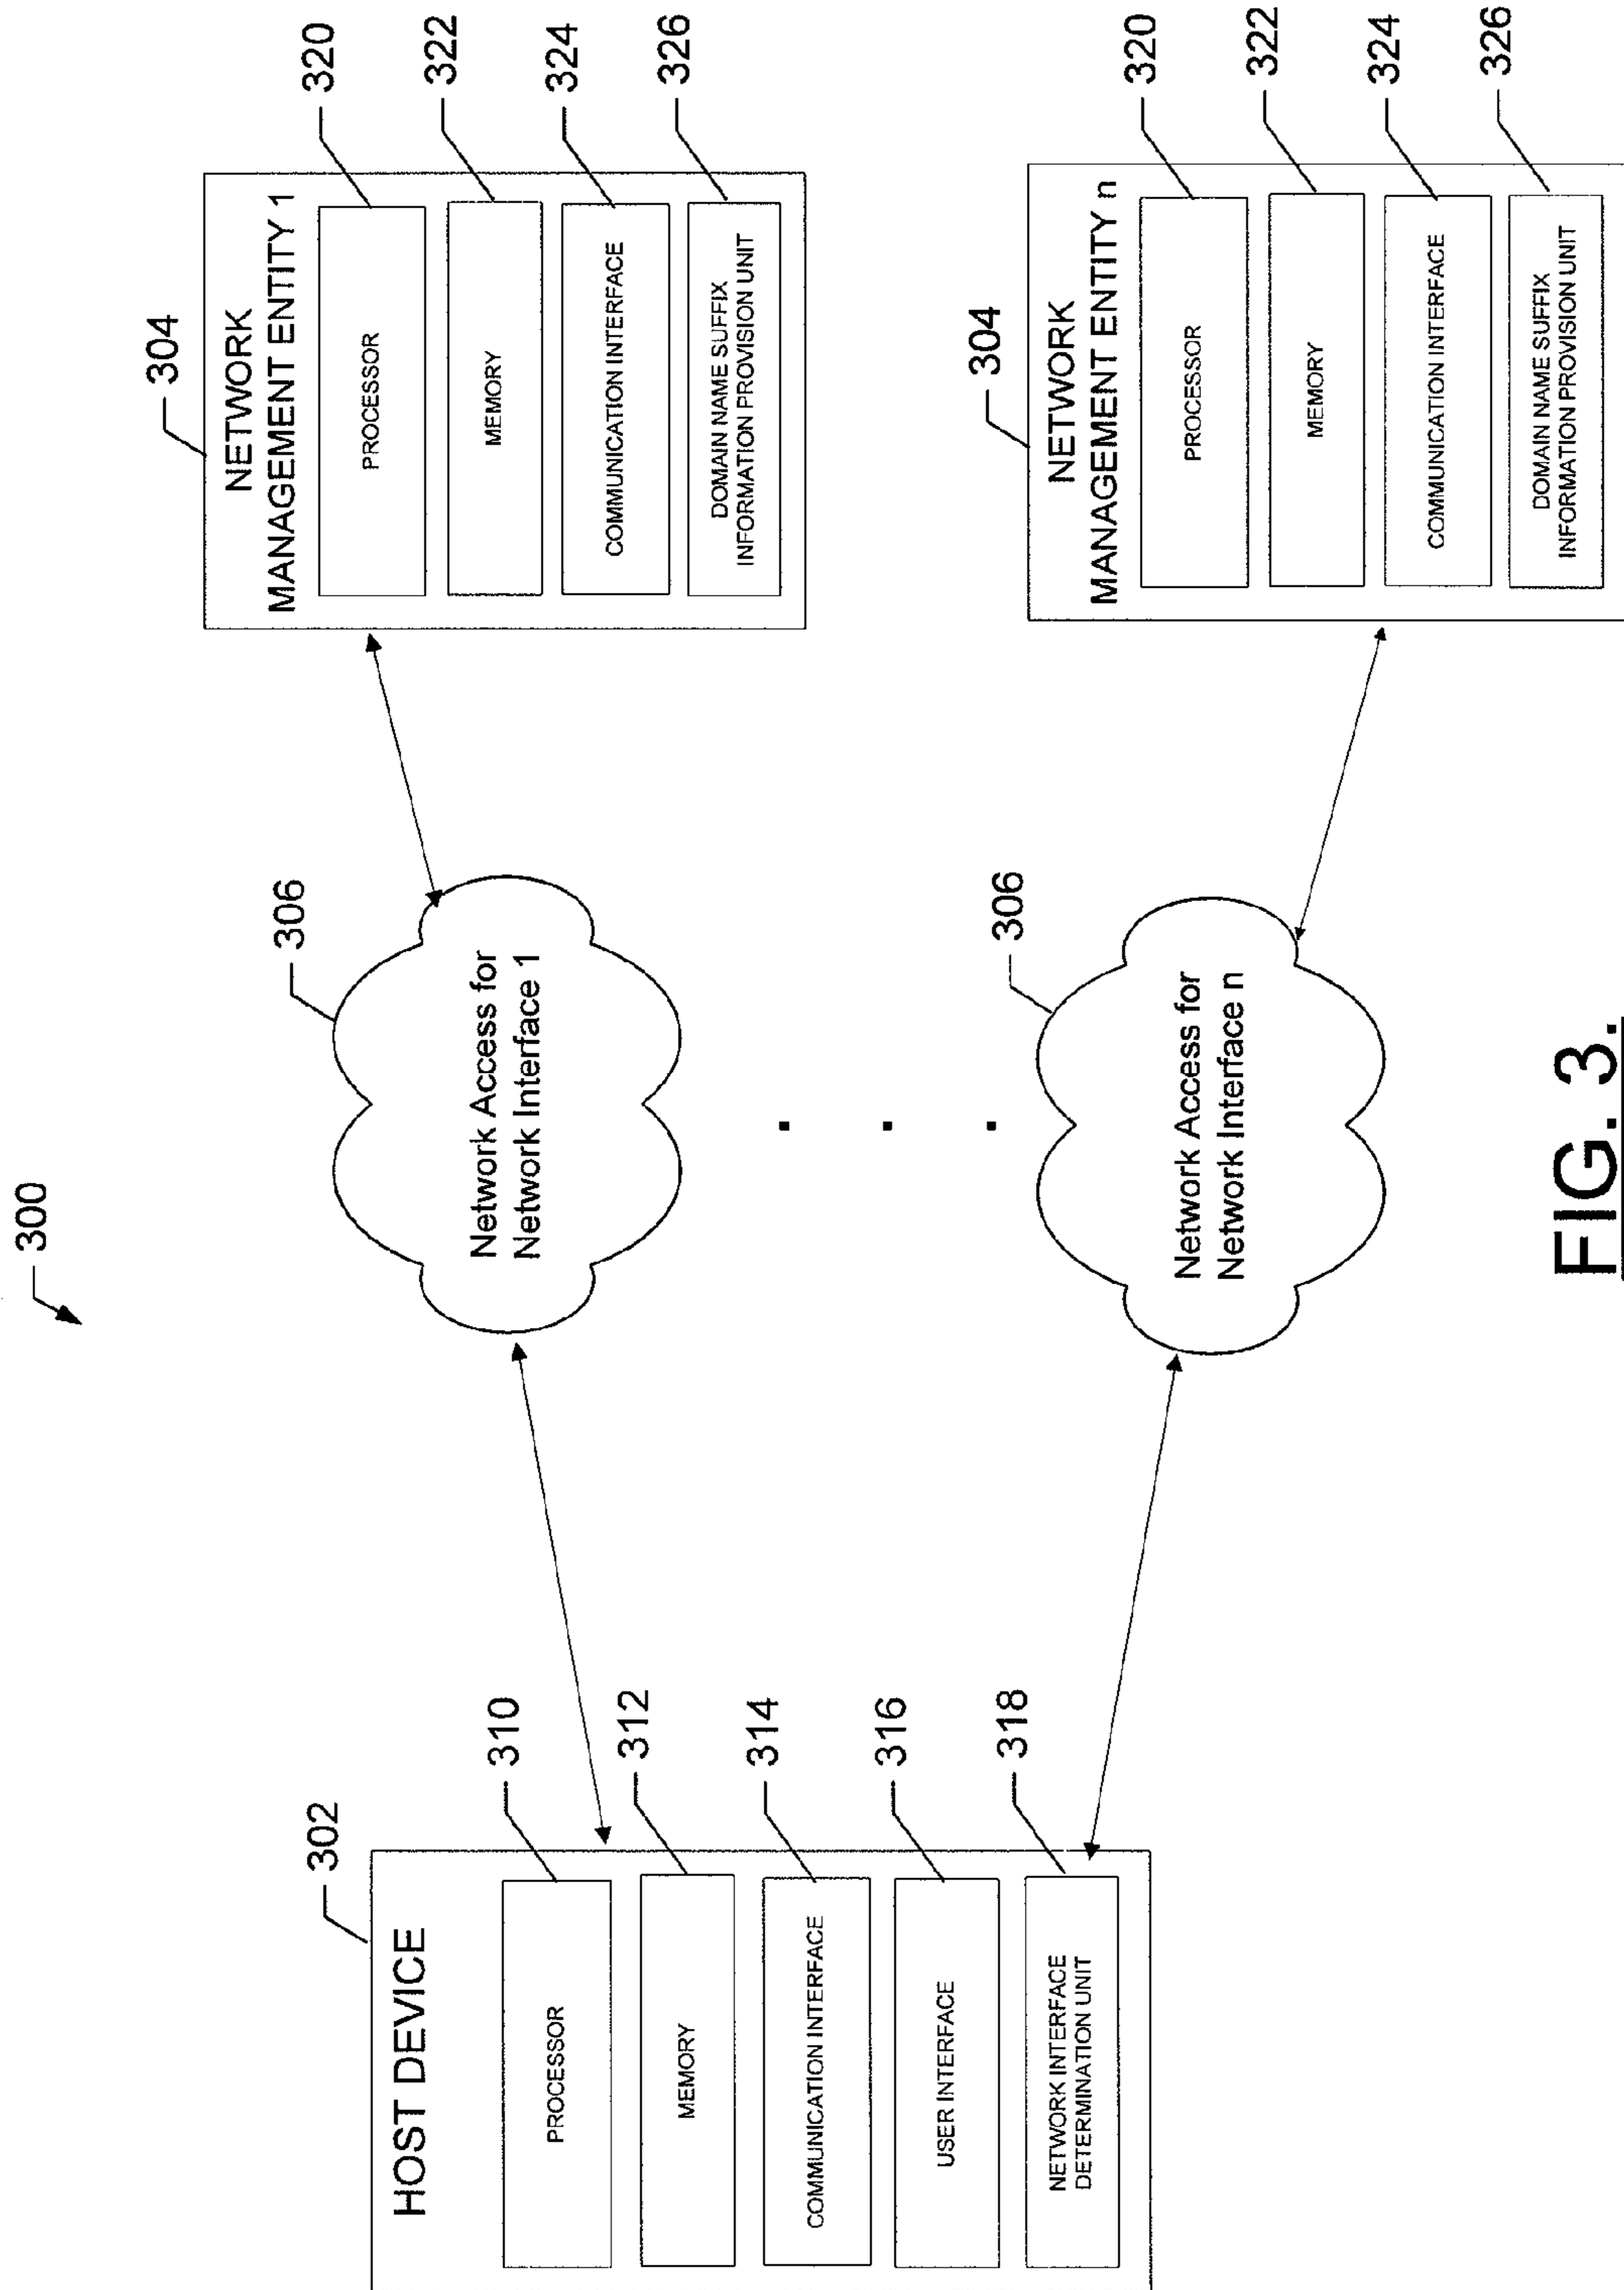 300
302
HOST DEVICE
PROCESSOR
310
MEMORY
312
COMMUNICATION INTERFACE
314
USER INTERFACE
316
NETWORK INTERFACE
DETERMINATION UNIT
318
306
Network Access for
Network Interface 1
. . .
306
Network Access for
Network Interface n
304
NETWORK
MANAGEMENT ENTITY 1
PROCESSOR
320
MEMORY
322
COMMUNICATION INTERFACE
324
DOMAIN NAME SUFFIX
INFORMATION PROVISION UNIT
326
304
NETWORK
MANAGEMENT ENTITY n
PROCESSOR
320
MEMORY
322
COMMUNICATION INTERFACE
324
DOMAIN NAME SUFFIX
INFORMATION PROVISION UNIT
326
FIG. 3.